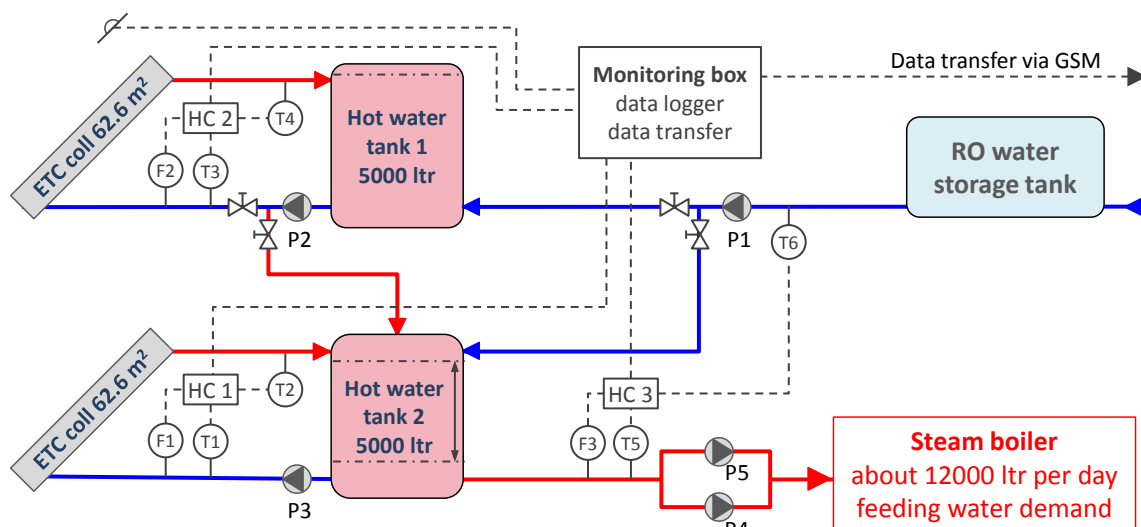 Data transfer via GSM
Monitoring box
data logger
data transfer
ETC coll 62.6 m²
HC 2
T4
F2
T3
Hot water
tank 1
5000 ltr
P2
RO water
storage tank
P1
T6
ETC coll 62.6 m²
HC 1
T2
F1
T1
Hot water
tank 2
5000 ltr
P3
HC 3
F3
T5
P5
P4
Steam boiler
about 12000 ltr per day
feeding water demand